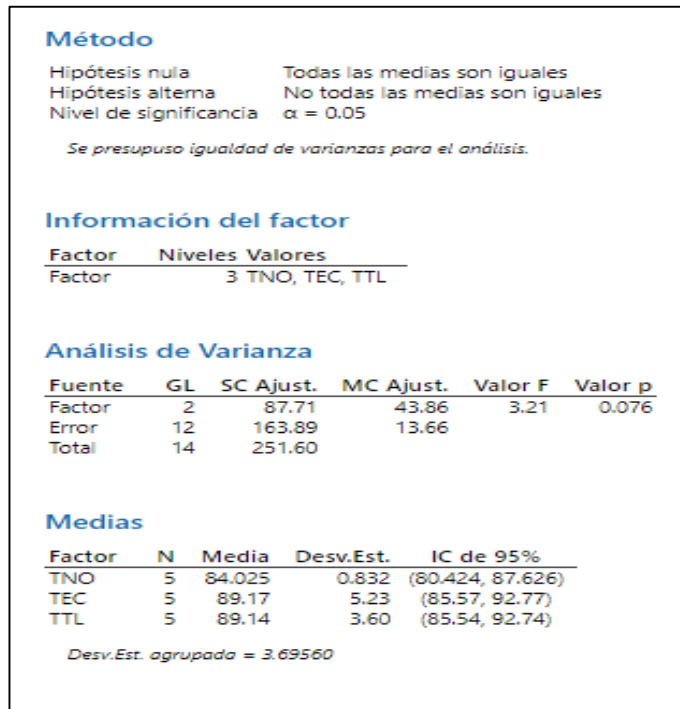 Método
Hipótesis nula Todas las medias son iguales
Hipótesis alterna No todas las medias son iguales
Nivel de significancia α = 0.05
Se presupuso igualdad de varianzas para el análisis.
Información del factor
Factor Niveles Valores
Factor 3 TNO, TEC, TTL
Análisis de Varianza
Fuente GL SC Ajust. MC Ajust. Valor F Valor p
Factor 2 87.71 43.86 3.21 0.076
Error 12 163.89 13.66
Total 14 251.60
Medias
Factor N Media Desv.Est. IC de 95%
TNO 5 84.025 0.832 (80.424, 87.626)
TEC 5 89.17 5.23 (85.57, 92.77)
TTL 5 89.14 3.60 (85.54, 92.74)
Desv.Est. agrupada = 3.69560